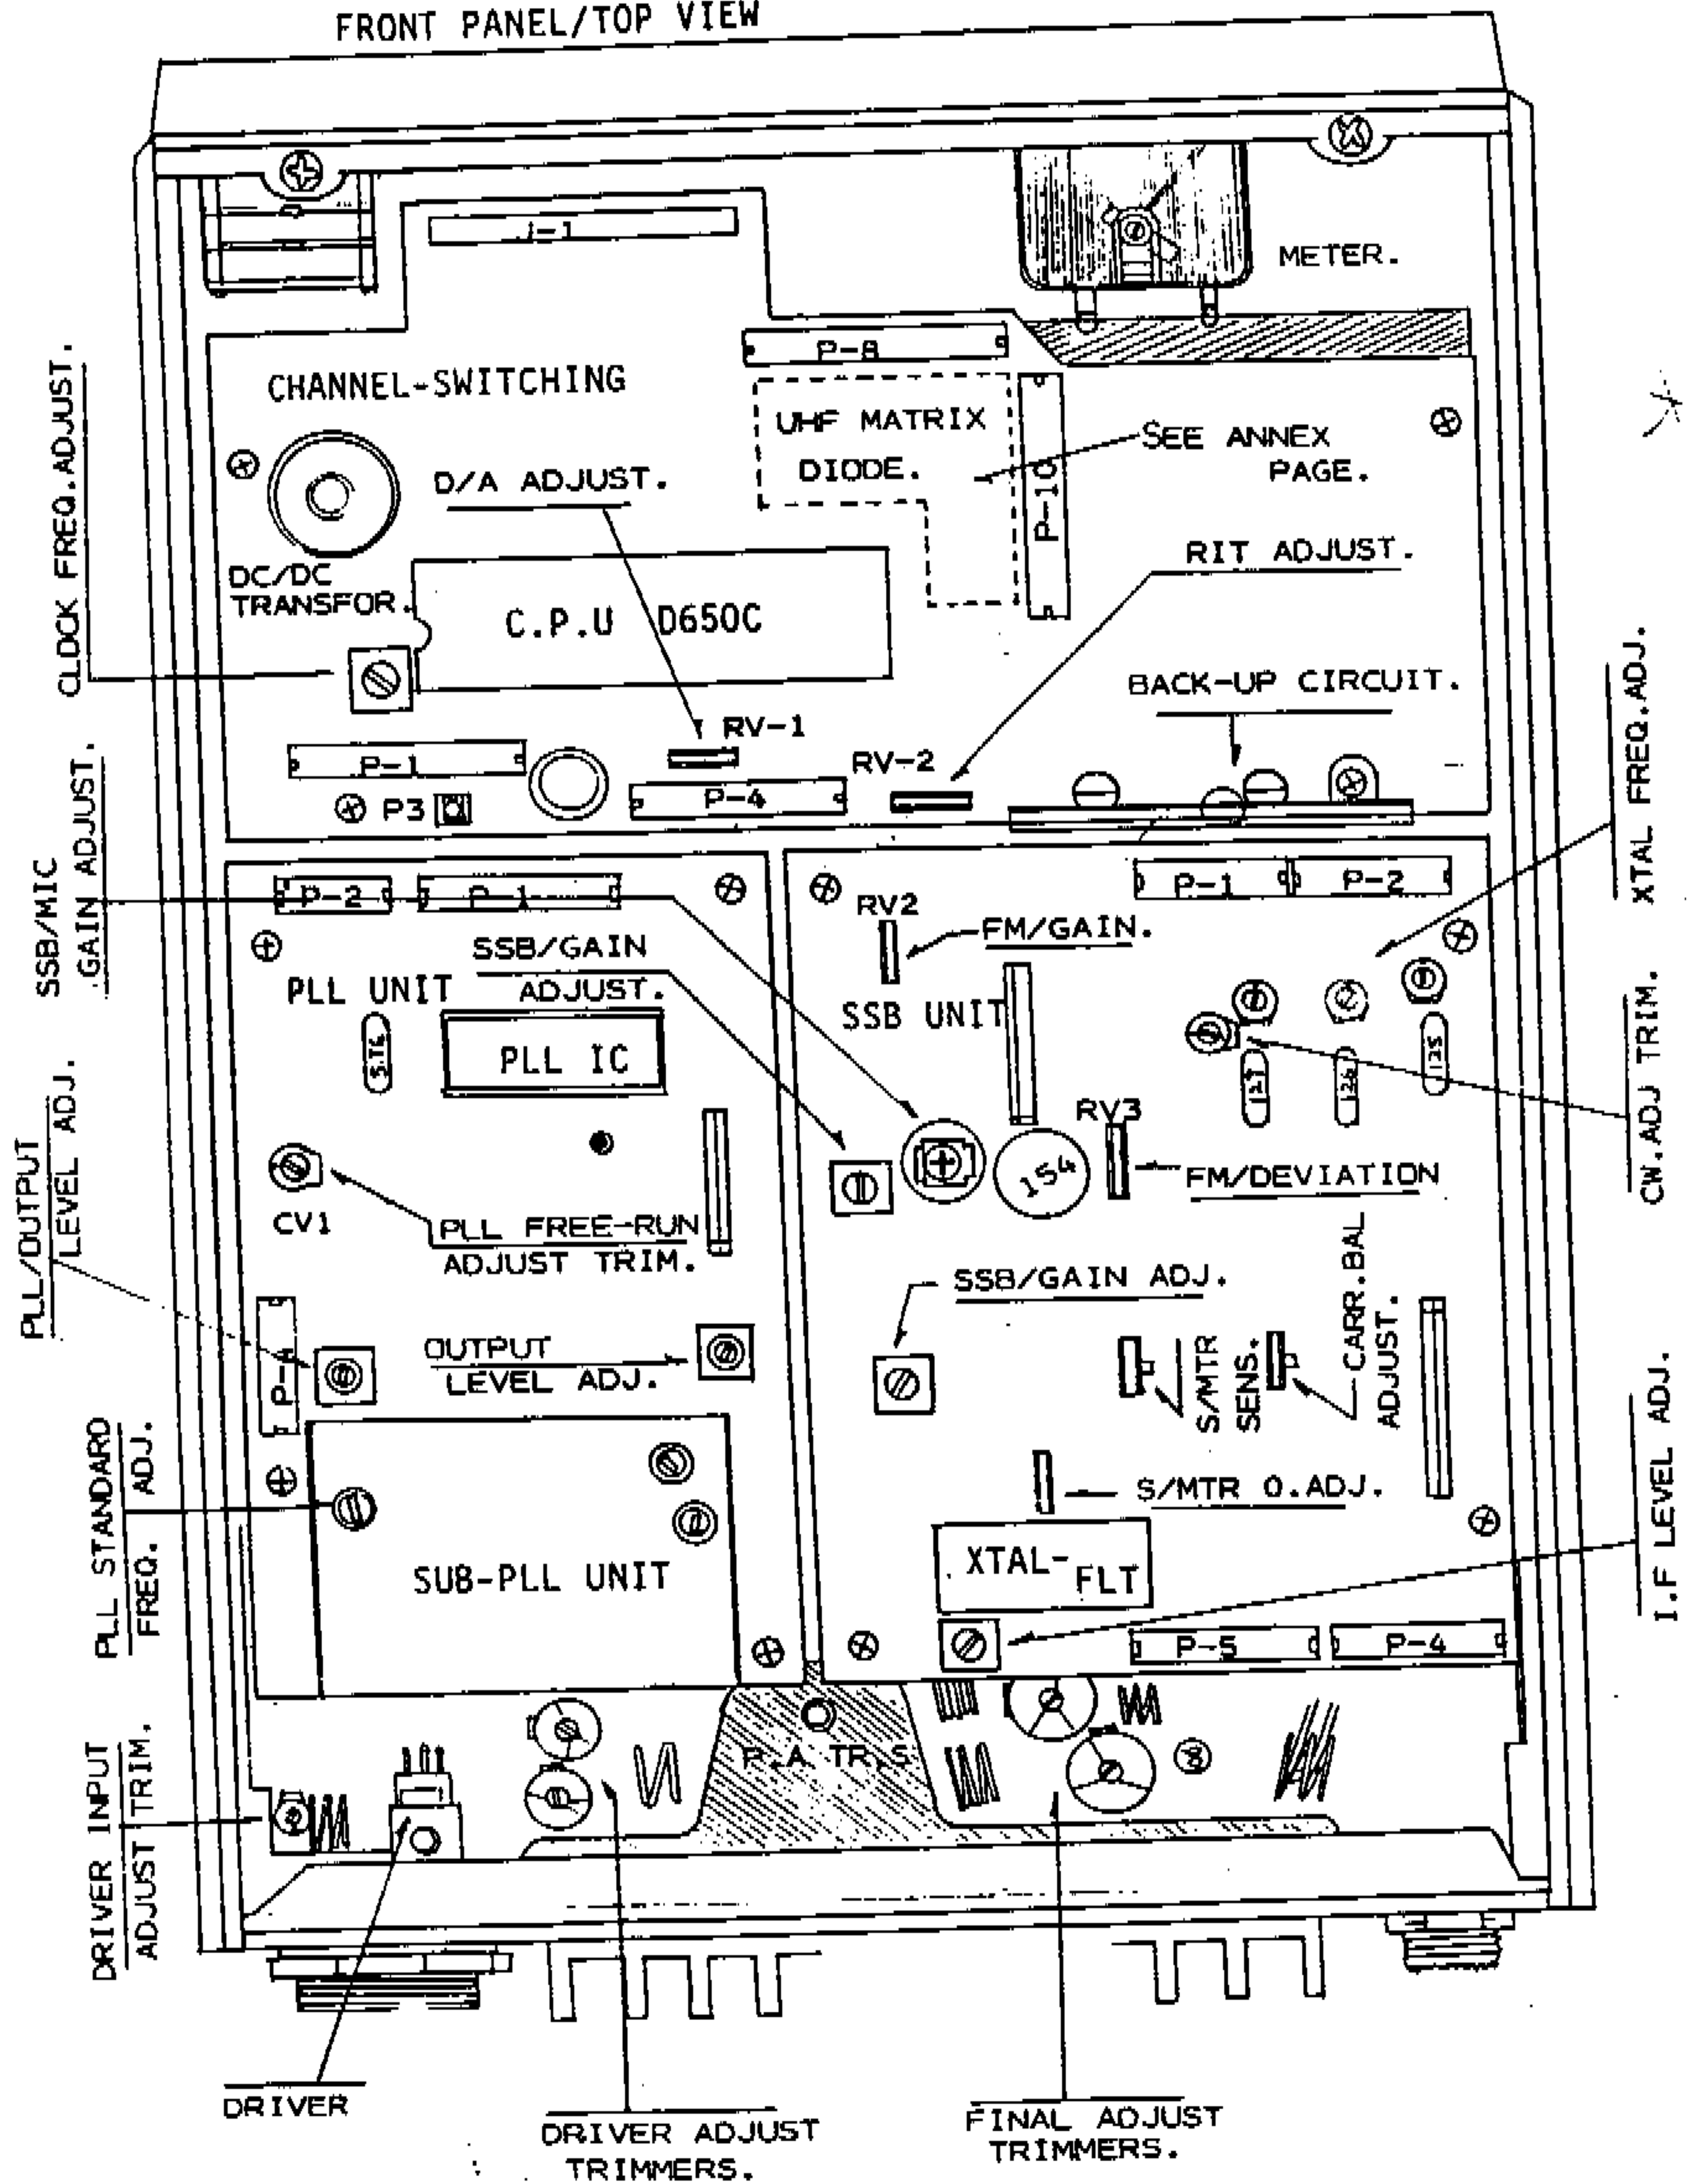 FRONT PANEL/TOP VIEW
J-1
METER.
P-8
CHANNEL-SWITCHING
UHF MATRIX
DIODE.
SEE ANNEX
PAGE.
P-10
D/A ADJUST.
CLOCK FREQ.ADJUST.
DC/DC
TRANSFOR.
C.P.U D650C
RIT ADJUST.
BACK-UP CIRCUIT.
RV-1
RV-2
P-1
P3
P-4
XTAL FREQ.ADJ.
SSB/MIC
GAIN ADJUST.
P-2
P-1
P-1
P-2
RV2
FM/GAIN.
SSB/GAIN
ADJUST.
PLL UNIT
SSB UNIT
PLL IC
127
126
125
CW.ADJ TRIM.
RV3
154
FM/DEVIATION
PLL/OUTPUT
LEVEL ADJ.
CV1
PLL FREE-RUN
ADJUST TRIM.
SSB/GAIN ADJ.
CARR.BAL
ADJUST.
S/MTR
SENS.
OUTPUT
LEVEL ADJ.
PLL STANDARD
FREQ. ADJ.
S/MTR 0.ADJ.
I.F LEVEL ADJ.
SUB-PLL UNIT
XTAL-
FLT
P-5
P-4
P.A TR,S
DRIVER INPUT
ADJUST TRIM.
DRIVER
DRIVER ADJUST
TRIMMERS.
FINAL ADJUST
TRIMMERS.